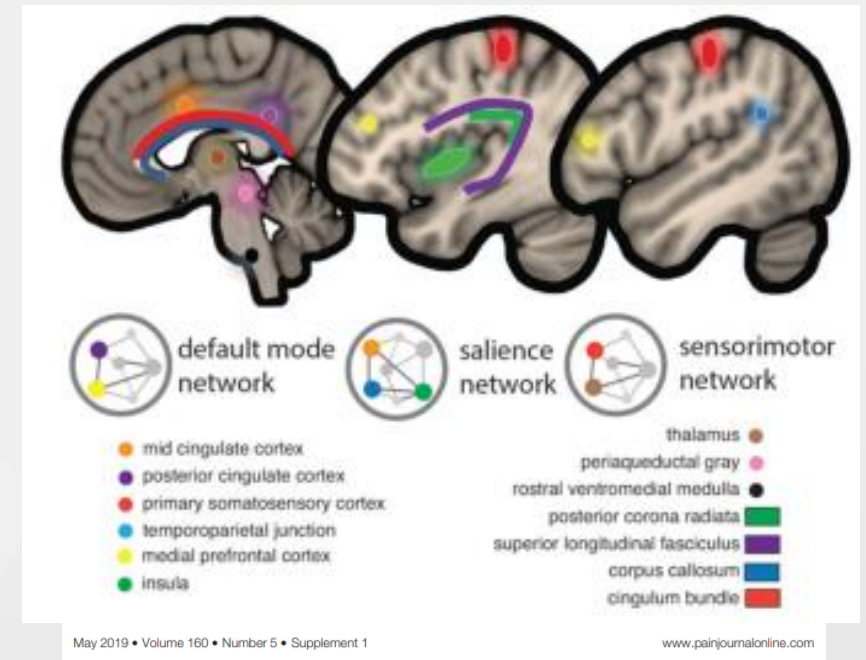 default mode
network
salience
network
sensorimotor
network
mid cingulate cortex
posterior cingulate cortex
primary somatosensory cortex
temporoparietal junction
medial prefrontal cortex
insula
thalamus
periaqueductal gray
rostral ventromedial medulla
posterior corona radiata
superior longitudinal fasciculus
corpus callosum
cingulum bundle
May 2019 • Volume 160 • Number 5 • Supplement 1
www.painjournalonline.com